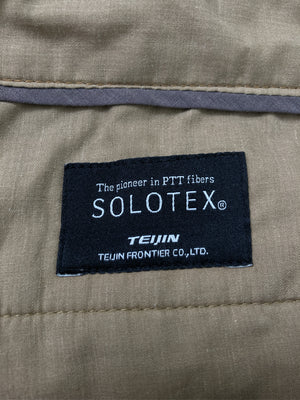 The pioneer in PTT fibers
SOLOTEX®
TEIJIN
TEIJIN FRONTIER CO.,LTD.